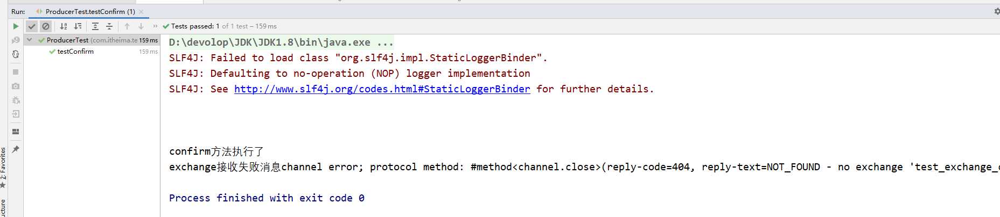 Run: ProducerTest.testConfirm (1)
Tests passed: 1 of 1 test – 159 ms
ProducerTest (com.itheima.te 159 ms
testConfirm 159 ms
D:\devolop\JDK\JDK1.8\bin\java.exe ...
SLF4J: Failed to load class "org.slf4j.impl.StaticLoggerBinder".
SLF4J: Defaulting to no-operation (NOP) logger implementation
SLF4J: See http://www.slf4j.org/codes.html#StaticLoggerBinder for further details.
confirm方法执行了
exchange接收失败消息channel error; protocol method: #method<channel.close>(reply-code=404, reply-text=NOT_FOUND - no exchange 'test_exchange_
Process finished with exit code 0
2: Favorites
ucture